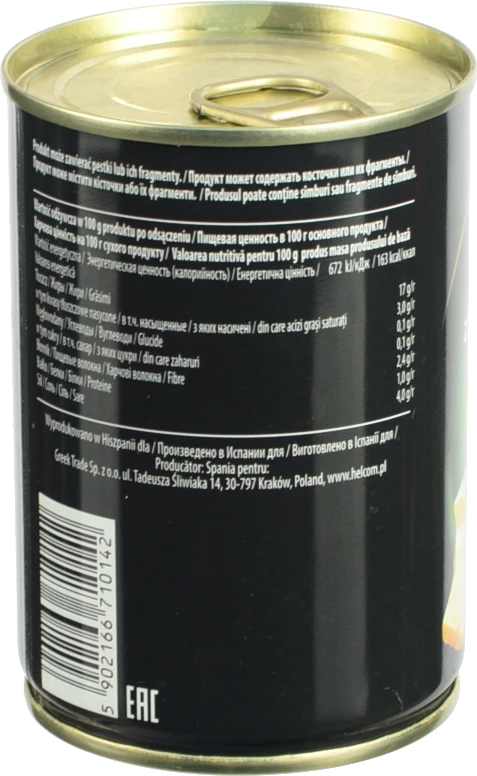 Produkt może zawierać pestki lub ich fragmenty. / Продукт может содержать косточки или их фрагменты. /
Продукт може містити кісточки або їх фрагменти. / Produsul poate conține simburi sau fragmente de simburi.
Wartość odżywcza w 100 g produktu po odsączeniu / Пищевая ценность в 100 г основного продукта /
Харчова цінність на 100 г сухого продукту / Valoarea nutritivă pentru 100 g produs masa produsului de bază
Wartość energetyczna / Энергетическая ценность (калорийность) / Енергетична цінність / 672 kJ/кДж / 163 kcal/ккал
Valoarea energetică
Tłuszcz / Жиры / Жири / Grăsimi 17 g/г
w tym kwasy tłuszczowe nasycone / в т.ч. насыщенные / з яких насичені / din care acizi grași saturați 3,0 g/г
Węglowodany / Углеводы / Вуглеводи / Glucide 0,1 g/г
w tym cukry / в т.ч. сахар / з яких цукри / din care zaharuri 0,1 g/г
Błonnik / Пищевые волокна / Харчові волокна / Fibre 2,4 g/г
Białko / Белки / Білки / Proteine 1,0 g/г
Sól / Соль / Сіль / Sare 4,0 g/г
Wyprodukowano w Hiszpanii dla / Произведено в Испании для / Виготовлено в Іспанії для /
Producător: Spania pentru:
Greek Trade Sp. z o.o. ul. Tadeusza Śliwiaka 14, 30-797 Kraków, Poland, www.helcom.pl
5 902166 710142
EAC